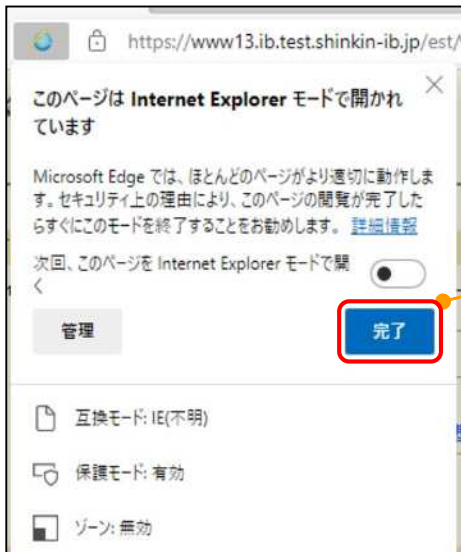 https://www13.ib.test.shinkin-ib.jp/est/
このページは Internet Explorer モードで開かれ
ています
Microsoft Edge では、ほとんどのページがより適切に動作しま
す。セキュリティ上の理由により、このページの閲覧が完了した
らすぐにこのモードを終了することをお勧めします。 詳細情報
次回、このページを Internet Explorer モードで開
く
管理
完了
互換モード: IE(不明)
保護モード: 有効
ゾーン: 無効